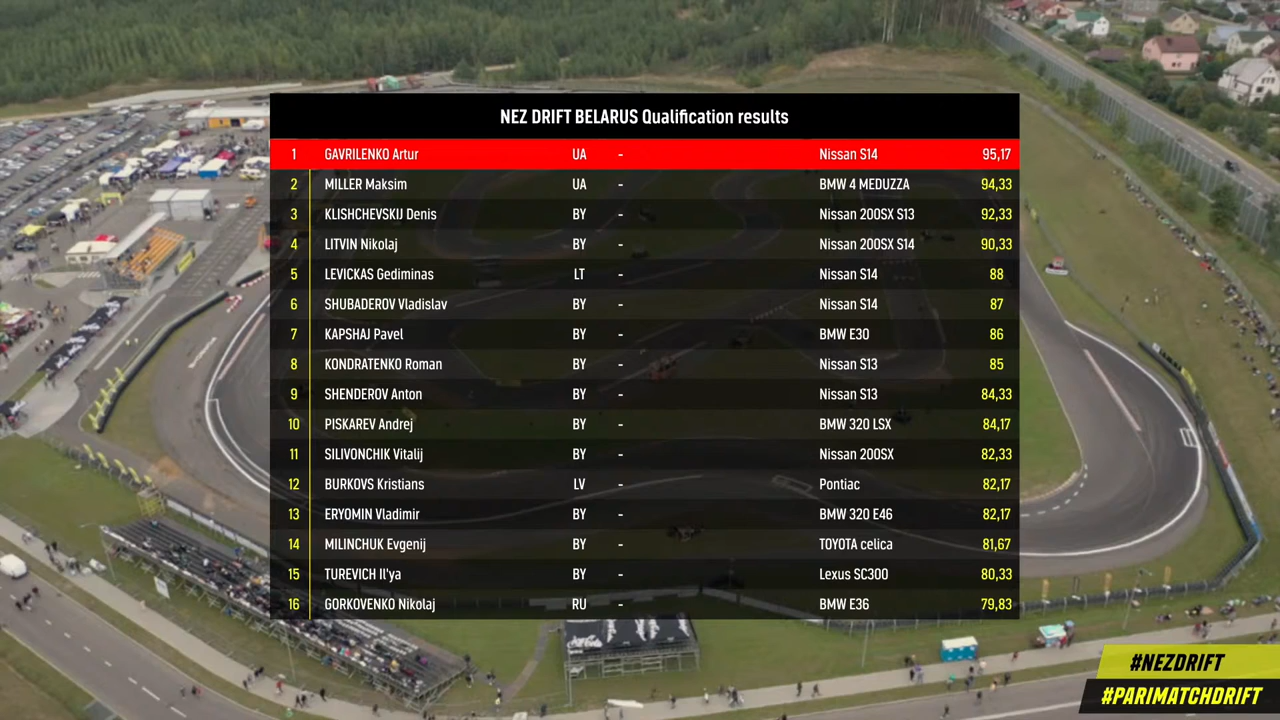 NEZ DRIFT BELARUS Qualification results
1 GAVRILENKO Artur UA - Nissan S14 95,17
2 MILLER Maksim UA - BMW 4 MEDUZZA 94,33
3 KLISHCHEVSKIJ Denis BY - Nissan 200SX S13 92,33
4 LITVIN Nikolaj BY - Nissan 200SX S14 90,33
5 LEVICKAS Gediminas LT - Nissan S14 88
6 SHUBADEROV Vladislav BY - Nissan S14 87
7 KAPSHAJ Pavel BY - BMW E30 86
8 KONDRATENKO Roman BY - Nissan S13 85
9 SHENDEROV Anton BY - Nissan S13 84,33
10 PISKAREV Andrej BY - BMW 320 LSX 84,17
11 SILIVONCHIK Vitalij BY - Nissan 200SX 82,33
12 BURKOVS Kristians LV - Pontiac 82,17
13 ERYOMIN Vladimir BY - BMW 320 E46 82,17
14 MILINCHUK Evgenij BY - TOYOTA celica 81,67
15 TUREVICH Il'ya BY - Lexus SC300 80,33
16 GORKOVENKO Nikolaj RU - BMW E36 79,83
#NEZDRIFT
#PARIMATCHDRIFT